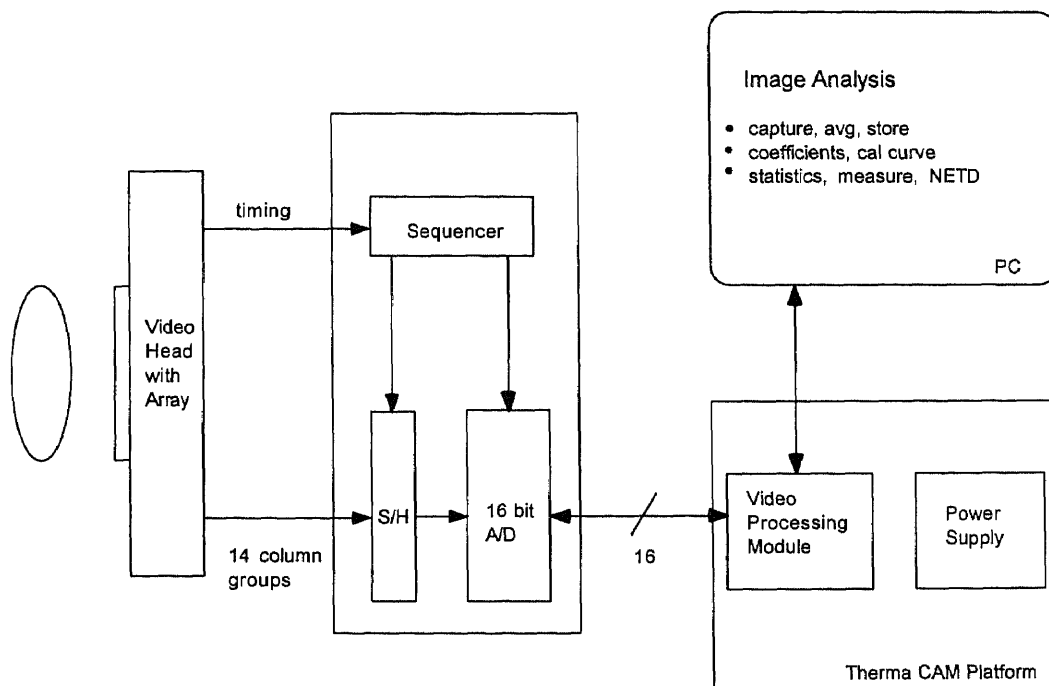 Image Analysis
• capture, avg, store
• coefficients, cal curve
• statistics, measure, NETD
PC
timing
Sequencer
Video
Head
with
Array
S/H
16 bit
A/D
14 column
groups
16
Video
Processing
Module
Power
Supply
Therma CAM Platform